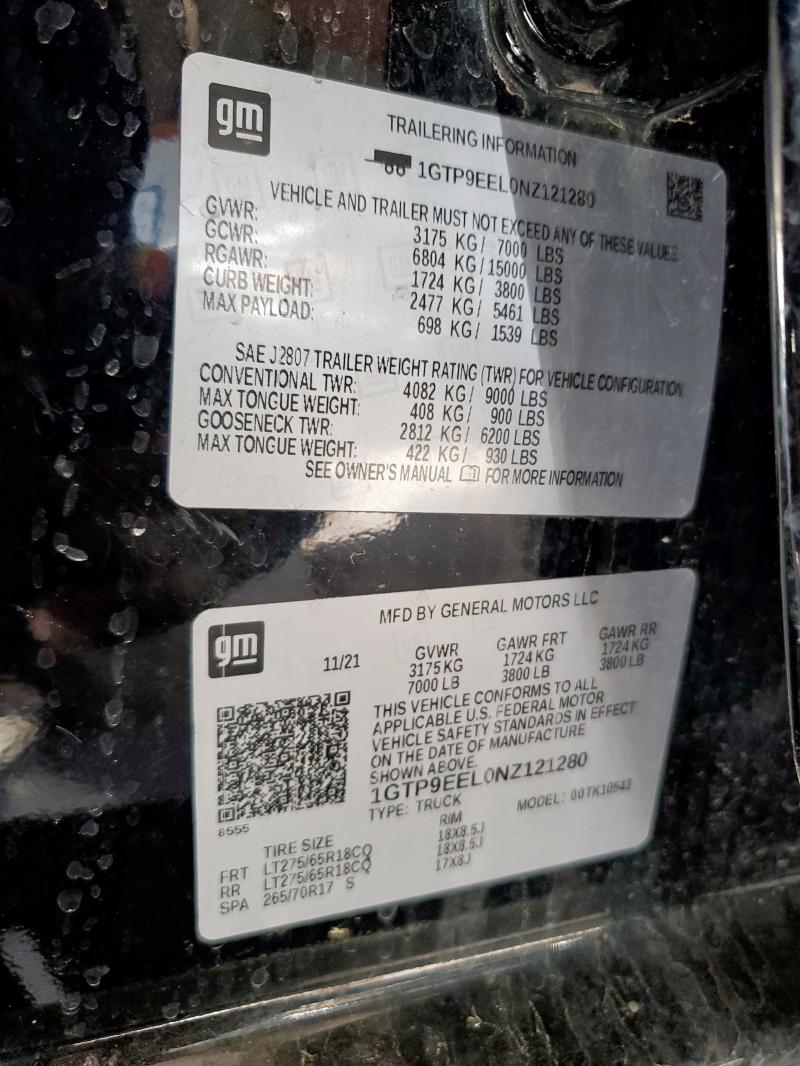 gm
TRAILERING INFORMATION
1GTP9EEL0NZ121280
VEHICLE AND TRAILER MUST NOT EXCEED ANY OF THESE VALUES.
GVWR: 3175 KG / 7000 LBS
GCWR: 6804 KG / 15000 LBS
RGAWR: 1724 KG / 3800 LBS
CURB WEIGHT: 2477 KG / 5461 LBS
MAX PAYLOAD: 698 KG / 1539 LBS
SAE J2807 TRAILER WEIGHT RATING (TWR) FOR VEHICLE CONFIGURATION.
CONVENTIONAL TWR: 4082 KG / 9000 LBS
MAX TONGUE WEIGHT: 408 KG / 900 LBS
GOOSENECK TWR: 2812 KG / 6200 LBS
MAX TONGUE WEIGHT: 422 KG / 930 LBS
SEE OWNER'S MANUAL FOR MORE INFORMATION
gm
MFD BY GENERAL MOTORS LLC
11/21 GVWR GAWR FRT GAWR RR
3175 KG 1724 KG 1724 KG
7000 LB 3800 LB 3800 LB
THIS VEHICLE CONFORMS TO ALL
APPLICABLE U.S. FEDERAL MOTOR
VEHICLE SAFETY STANDARDS IN EFFECT
ON THE DATE OF MANUFACTURE
SHOWN ABOVE.
1GTP9EEL0NZ121280
TYPE: TRUCK MODEL: 00TK10543
8555
TIRE SIZE RIM
FRT LT275/65R18CQ 18X8.5J
RR LT275/65R18CQ 18X8.5J
SPA 265/70R17 S 17X8J